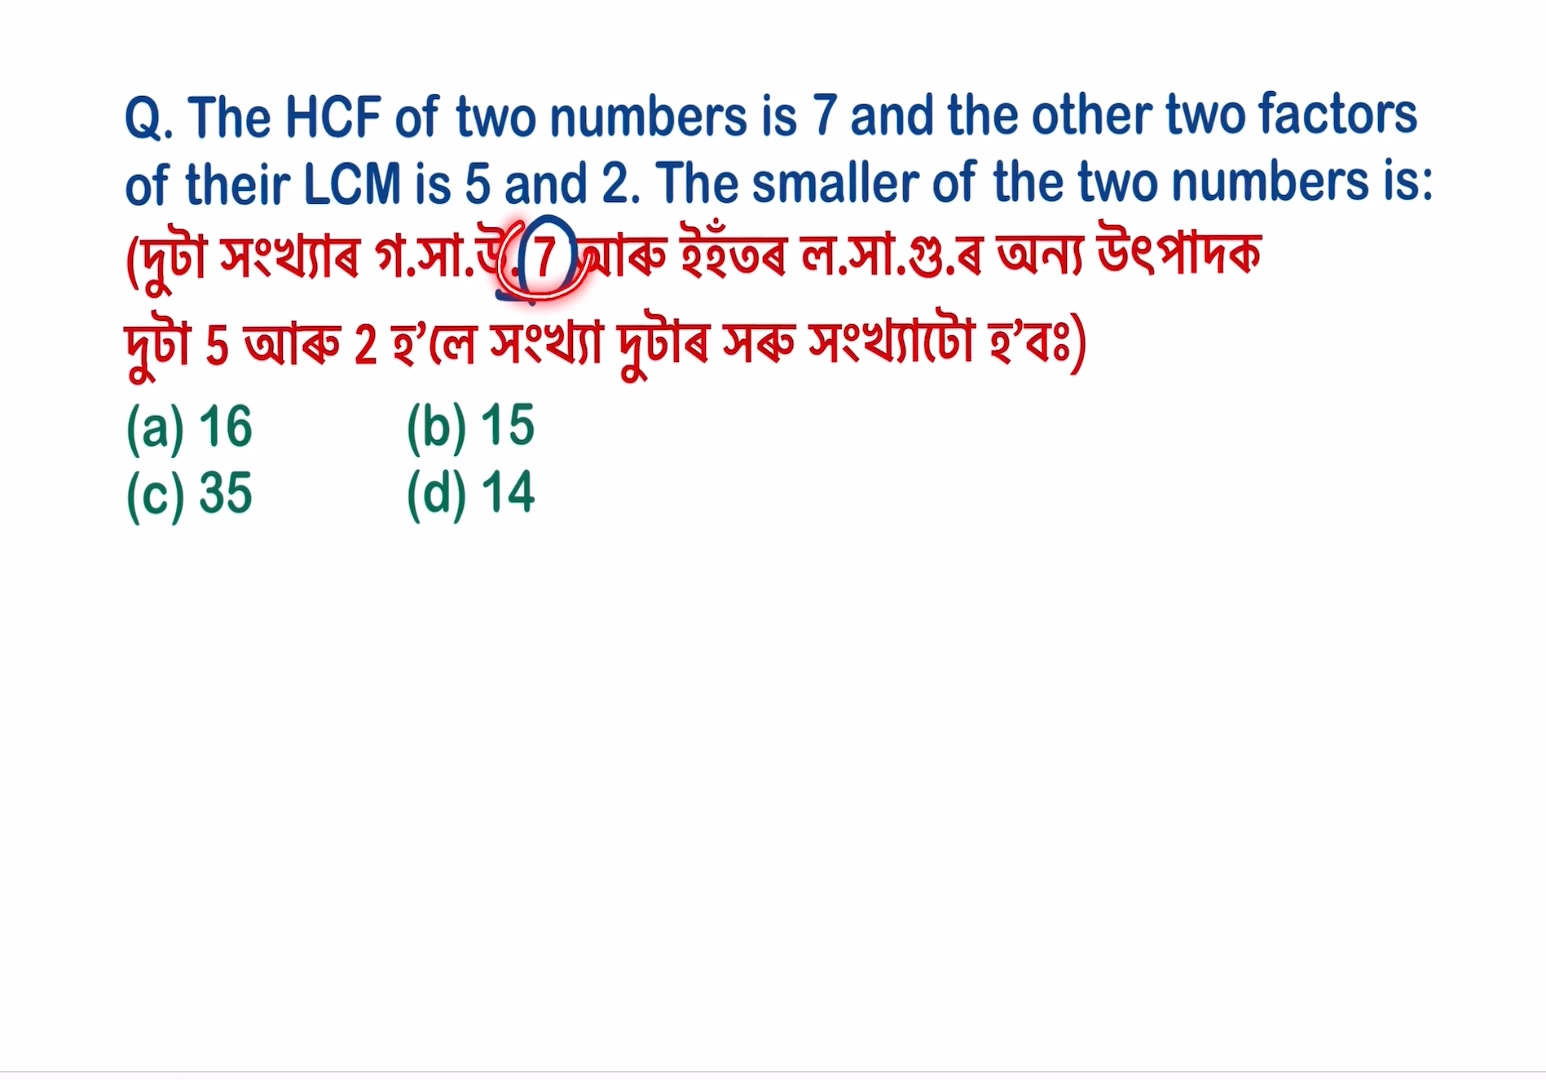 Q. The HCF of two numbers is 7 and the other two factors
of their LCM is 5 and 2. The smaller of the two numbers is:
(দুটা সংখ্যাৰ গ.সা.উ. 7 আৰু ইহঁতৰ ল.সা.গু.ৰ অন্য উৎপাদক
দুটা 5 আৰু 2 হ’লে সংখ্যা দুটাৰ সৰু সংখ্যাটো হ’বঃ)
(a) 16 (b) 15
(c) 35 (d) 14